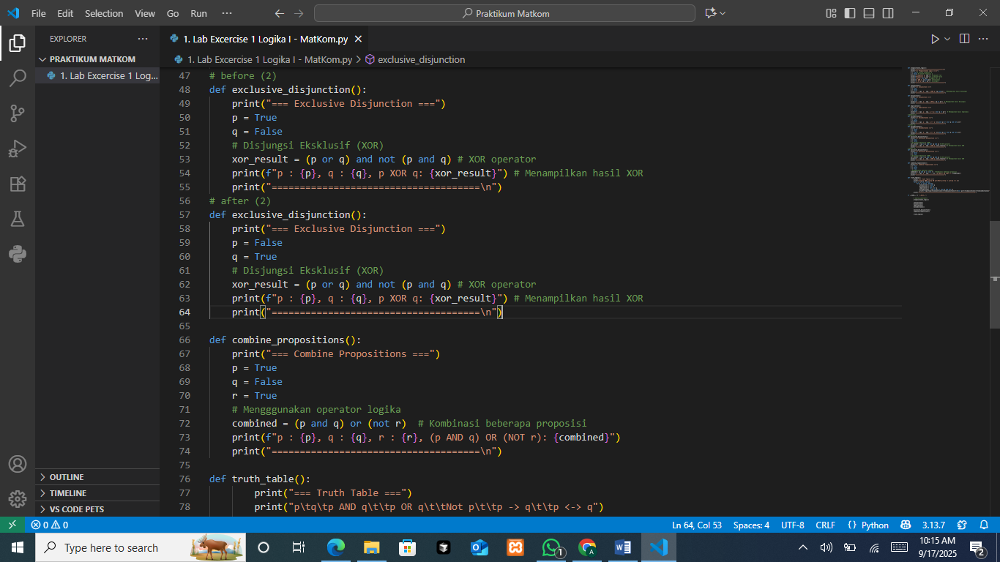 File Edit Selection View Go Run ··· Praktikum Matkom
EXPLORER ···
PRAKTIKUM MATKOM
1. Lab Excercise 1 Log...
OUTLINE
TIMELINE
VS CODE PETS
1. Lab Excercise 1 Logika I - MatKom.py
1. Lab Excercise 1 Logika I - MatKom.py > exclusive_disjunction
47 # before (2)
48 def exclusive_disjunction():
49     print("=== Exclusive Disjunction ===")
50     p = True
51     q = False
52     # Disjungsi Eksklusif (XOR)
53     xor_result = (p or q) and not (p and q) # XOR operator
54     print(f"p : {p}, q : {q}, p XOR q: {xor_result}") # Menampilkan hasil XOR
55     print("=====================================\n")
56 # after (2)
57 def exclusive_disjunction():
58     print("=== Exclusive Disjunction ===")
59     p = False
60     q = True
61     # Disjungsi Eksklusif (XOR)
62     xor_result = (p or q) and not (p and q) # XOR operator
63     print(f"p : {p}, q : {q}, p XOR q: {xor_result}") # Menampilkan hasil XOR
64     print("=====================================\n")
65
66 def combine_propositions():
67     print("=== Combine Propositions ===")
68     p = True
69     q = False
70     r = True
71     # Mengggunakan operator logika
72     combined = (p and q) or (not r)  # Kombinasi beberapa proposisi
73     print(f"p : {p}, q : {q}, r : {r}, (p AND q) OR (NOT r): {combined}")
74     print("=====================================\n")
75
76 def truth_table():
77         print("=== Truth Table ===")
78         print("p\tq\tp AND q\t\tp OR q\t\tNot p\t\tp -> q\t\tp <-> q")
0 0 Ln 64, Col 53 Spaces: 4 UTF-8 CRLF {} Python 3.13.7
Type here to search 1 10:15 AM
9/17/2025 2